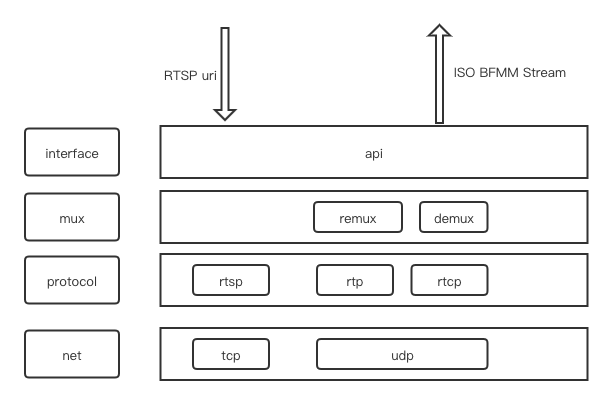 RTSP uri
ISO BFMM Stream
interface
api
mux
remux
demux
protocol
rtsp
rtp
rtcp
net
tcp
udp